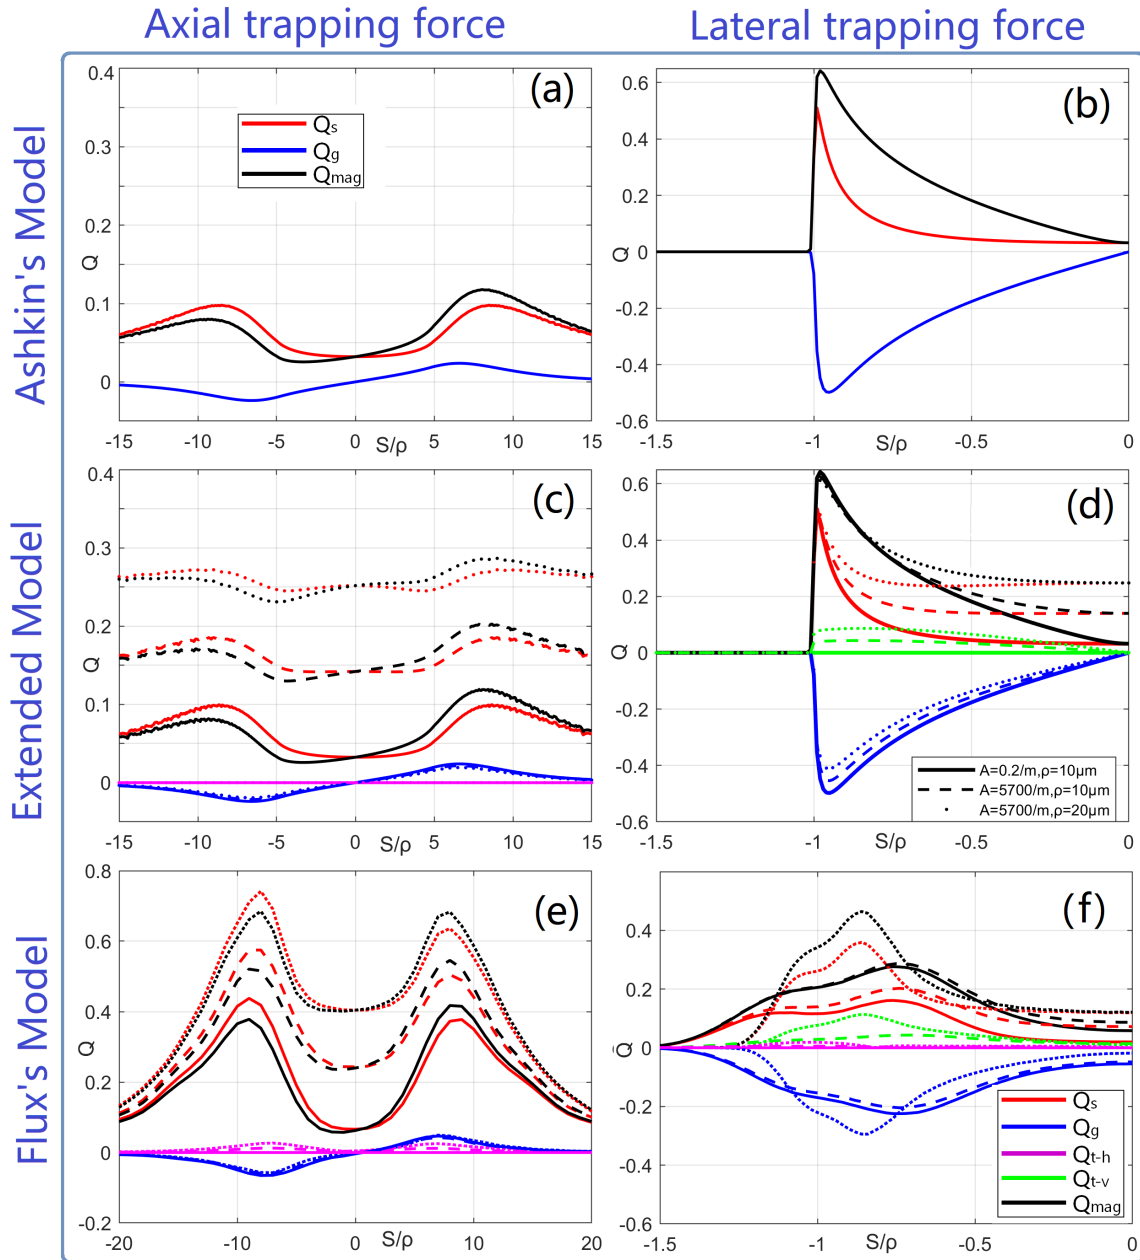 Axial trapping force
Lateral trapping force
Ashkin's Model
Extended Model
Flux's Model
(a)
Qs
Qg
Qmag
0.4
0.3
0.2
0.1
0
Q
-15 -10 -5 0 5 10 15
S/ρ
(b)
0.6
0.4
0.2
0
-0.2
-0.4
-0.6
Q
-1.5 -1 -0.5 0
S/ρ
(c)
0.4
0.3
0.2
0.1
0
Q
-15 -10 -5 0 5 10 15
S/ρ
(d)
0.6
0.4
0.2
0
-0.2
-0.4
-0.6
Q
A=0.2/m,ρ=10μm
A=5700/m,ρ=10μm
A=5700/m,ρ=20μm
-1.5 -1 -0.5 0
S/ρ
(e)
0.8
0.6
0.4
0.2
0
-0.2
Q
-20 -10 0 10 20
S/ρ
(f)
0.4
0.2
0
-0.2
-0.4
-0.6
Q
Qs
Qg
Qt-h
Qt-v
Qmag
-1.5 -1 -0.5 0
S/ρ